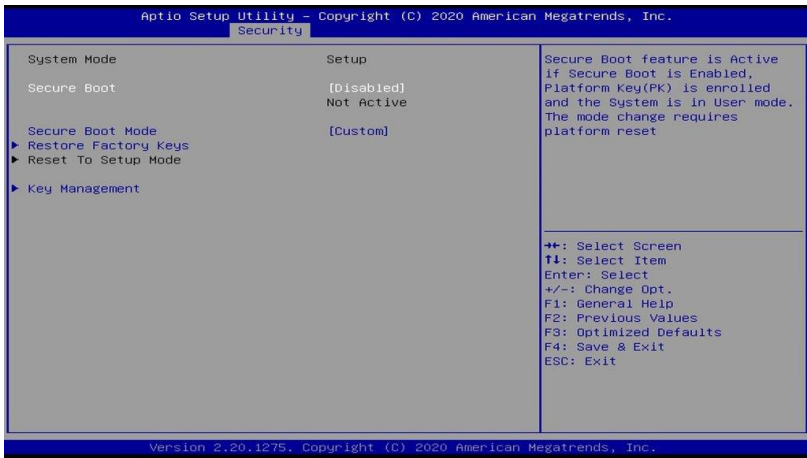 Aptio Setup Utility – Copyright (C) 2020 American Megatrends, Inc.
Security
System Mode Setup
Secure Boot [Disabled]
Not Active
Secure Boot Mode [Custom]
▶ Restore Factory Keys
▶ Reset To Setup Mode
▶ Key Management
Secure Boot feature is Active
if Secure Boot is Enabled,
Platform Key(PK) is enrolled
and the System is in User mode.
The mode change requires
platform reset
→←: Select Screen
↑↓: Select Item
Enter: Select
+/-: Change Opt.
F1: General Help
F2: Previous Values
F3: Optimized Defaults
F4: Save & Exit
ESC: Exit
Version 2.20.1275. Copyright (C) 2020 American Megatrends, Inc.